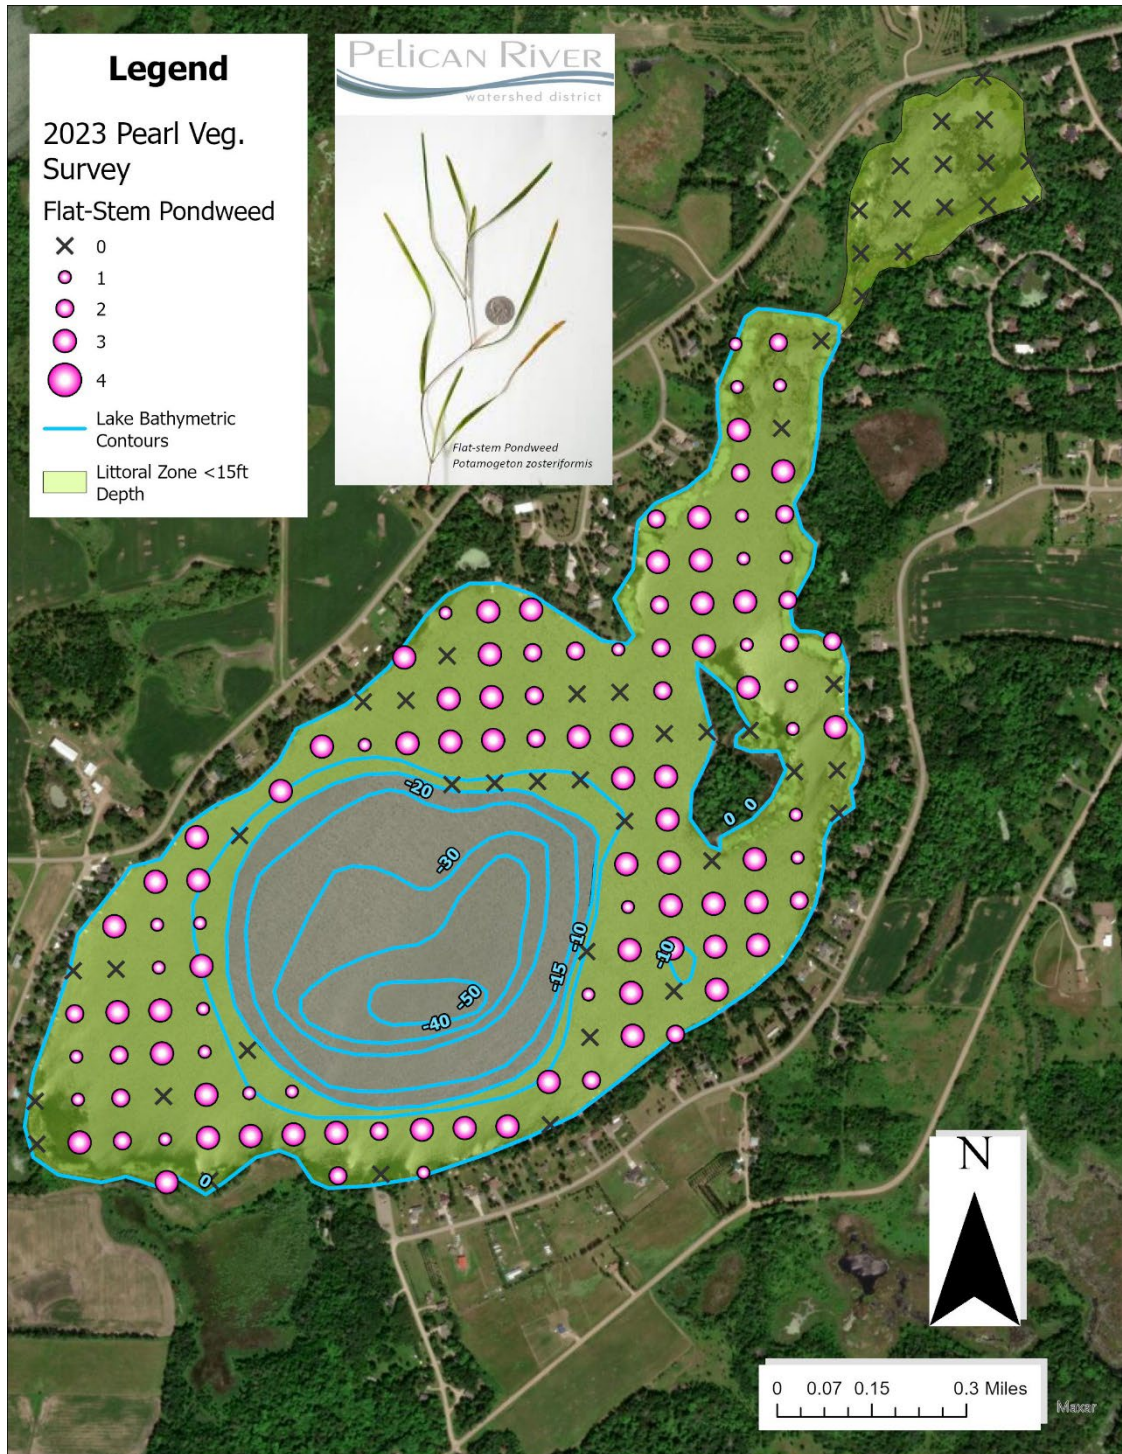 Legend
2023 Pearl Veg.
Survey
Flat-Stem Pondweed
0
1
2
3
4
Lake Bathymetric
Contours
Littoral Zone <15ft
Depth
PELICAN RIVER
watershed district
Flat-stem Pondweed
Potamogeton zosteriformis
-20
-30
0
0
-10
-10
-15
-50
-40
0
N
0 0.07 0.15 0.3 Miles
Maxar